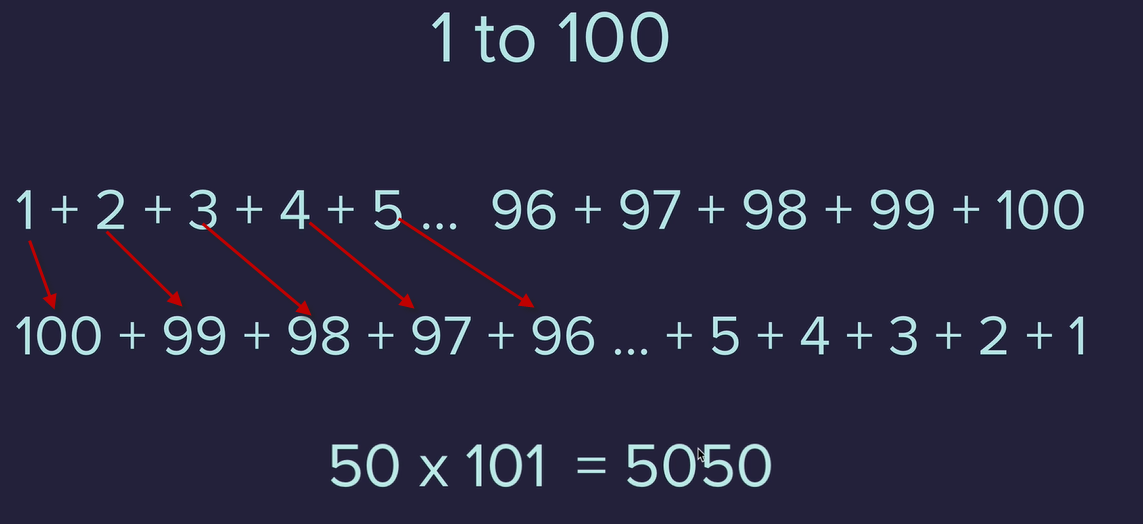 1 to 100
1 + 2 + 3 + 4 + 5 ... 96 + 97 + 98 + 99 + 100
100 + 99 + 98 + 97 + 96 ... + 5 + 4 + 3 + 2 + 1
50 x 101 = 5050